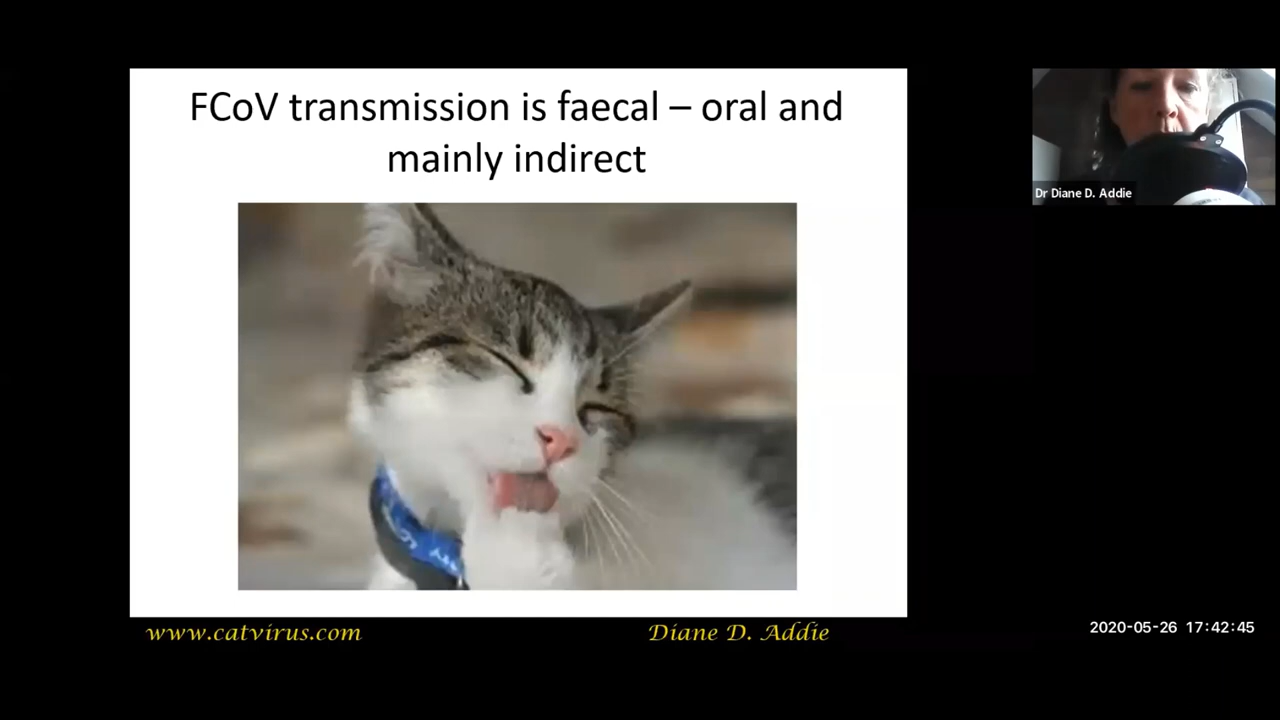 FCoV transmission is faecal – oral and
mainly indirect
Dr Diane D. Addie
www.catvirus.com
Diane D. Addie
2020-05-26 17:42:45